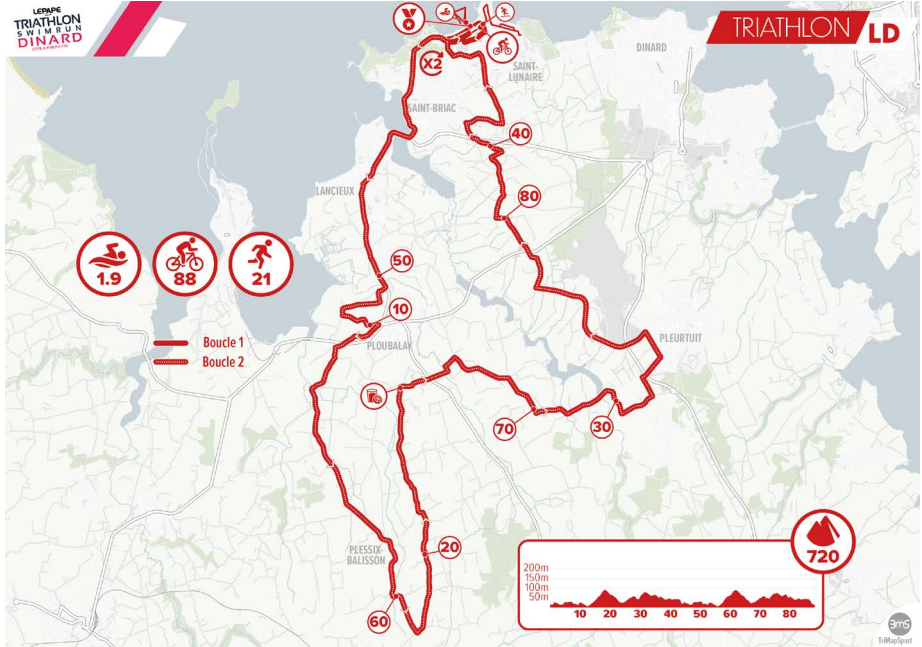 LEPAPE
TRIATHLON
SWIMRUN
DINARD
TRIATHLON LD
DINARD
SAINT-
LUNAIRE
X2
SAINT-BRIAC
40
LANCIEUX
80
1.9
88
21
50
10
Boucle 1
Boucle 2
PLOUBALAY
PLEURTUIT
70
30
20
PLESSIX-
BALISSON
60
720
200m
150m
100m
50m
10 20 30 40 50 60 70 80
3mS
TriMapSport